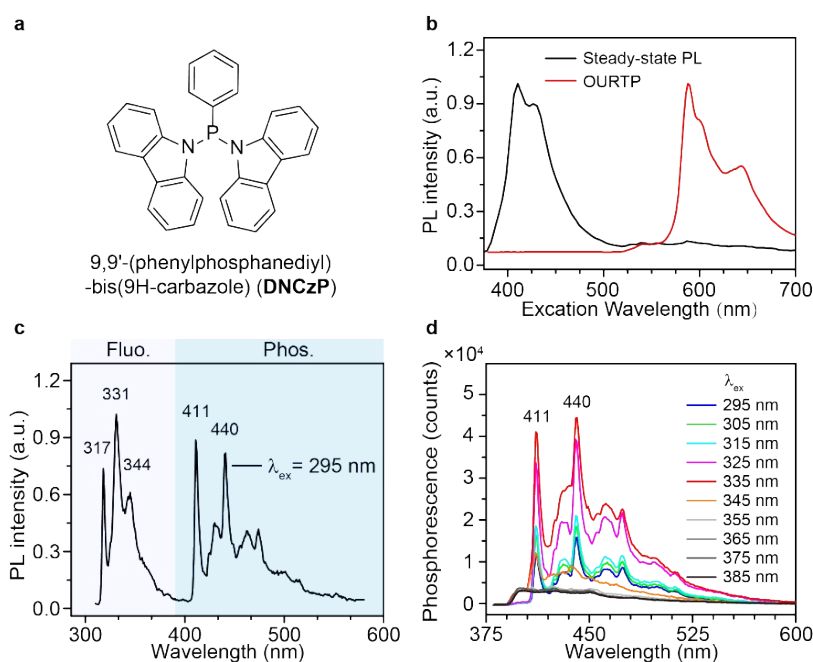 a
P
N
N
9,9'-(phenylphosphanediyl)
-bis(9H-carbazole) (DNCzP)
b
1.2
0.9
0.6
0.3
0.0
PL intensity (a.u.)
Steady-state PL
OURTP
400
500
600
700
Excation Wavelength (nm)
c
Fluo.
Phos.
1.2
0.9
0.6
0.3
0.0
PL intensity (a.u.)
317
331
344
411
440
λex = 295 nm
300
400
500
600
Wavelength (nm)
d
×10⁴
5
4
3
2
1
0
Phosphorescence (counts)
411
440
λex
295 nm
305 nm
315 nm
325 nm
335 nm
345 nm
355 nm
365 nm
375 nm
385 nm
375
450
525
600
Wavelength (nm)